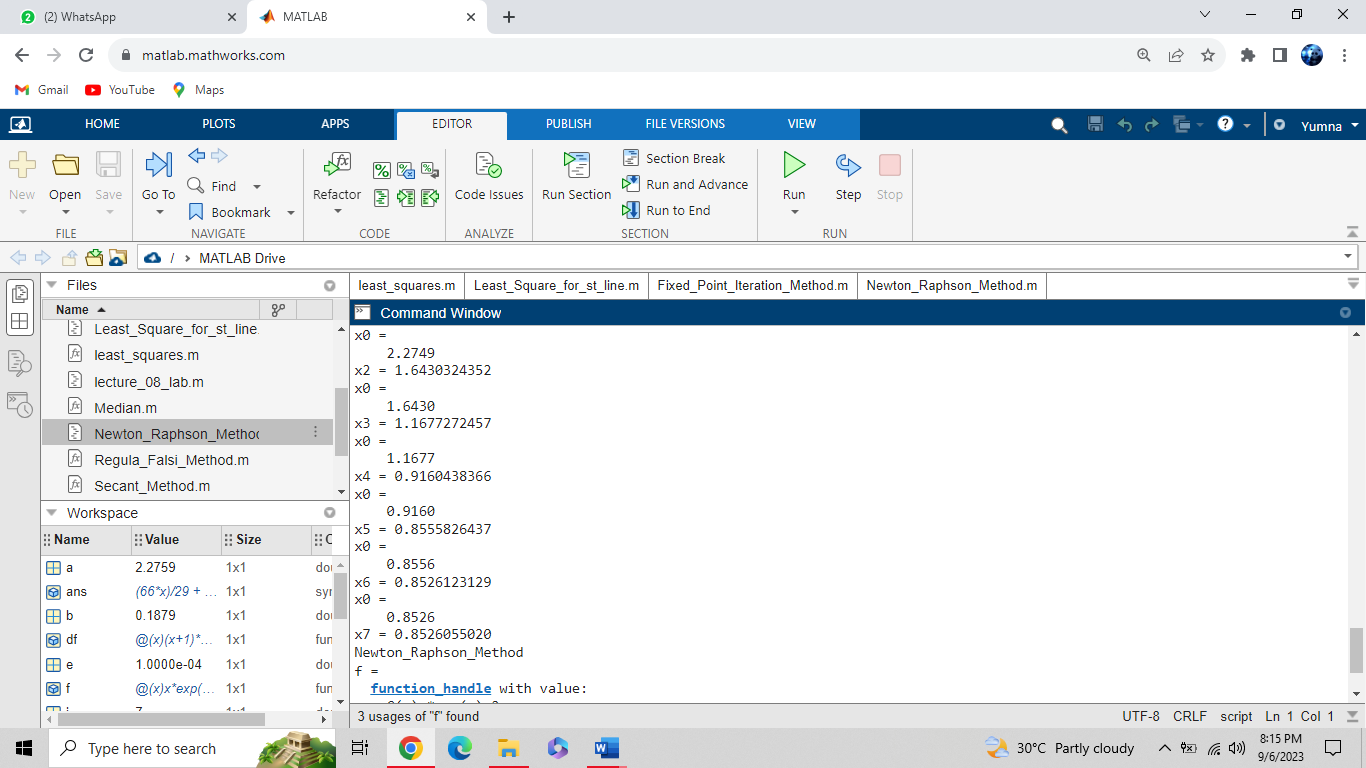 (2) WhatsApp
MATLAB
matlab.mathworks.com
Gmail YouTube Maps
HOME PLOTS APPS EDITOR PUBLISH FILE VERSIONS VIEW Yumna
New Open Save
FILE
Go To Find Bookmark
NAVIGATE
Refactor
CODE
Code Issues
ANALYZE
Run Section Section Break
Run and Advance
Run to End
SECTION
Run Step Stop
RUN
/ › MATLAB Drive
Files
Name
Least_Square_for_st_line.
least_squares.m
lecture_08_lab.m
Median.m
Newton_Raphson_Method
Regula_Falsi_Method.m
Secant_Method.m
Workspace
Name Value Size
a 2.2759 1x1 dou
ans (66*x)/29 + ... 1x1 syr
b 0.1879 1x1 dou
df @(x)(x+1)*... 1x1 fun
e 1.0000e-04 1x1 dou
f @(x)x*exp(... 1x1 fun
least_squares.m Least_Square_for_st_line.m Fixed_Point_Iteration_Method.m Newton_Raphson_Method.m
Command Window
x0 =
2.2749
x2 = 1.6430324352
x0 =
1.6430
x3 = 1.1677272457
x0 =
1.1677
x4 = 0.9160438366
x0 =
0.9160
x5 = 0.8555826437
x0 =
0.8556
x6 = 0.8526123129
x0 =
0.8526
x7 = 0.8526055020
Newton_Raphson_Method
f =
function_handle with value:
3 usages of "f" found
UTF-8 CRLF script Ln 1 Col 1
Type here to search
30°C Partly cloudy
8:15 PM
9/6/2023